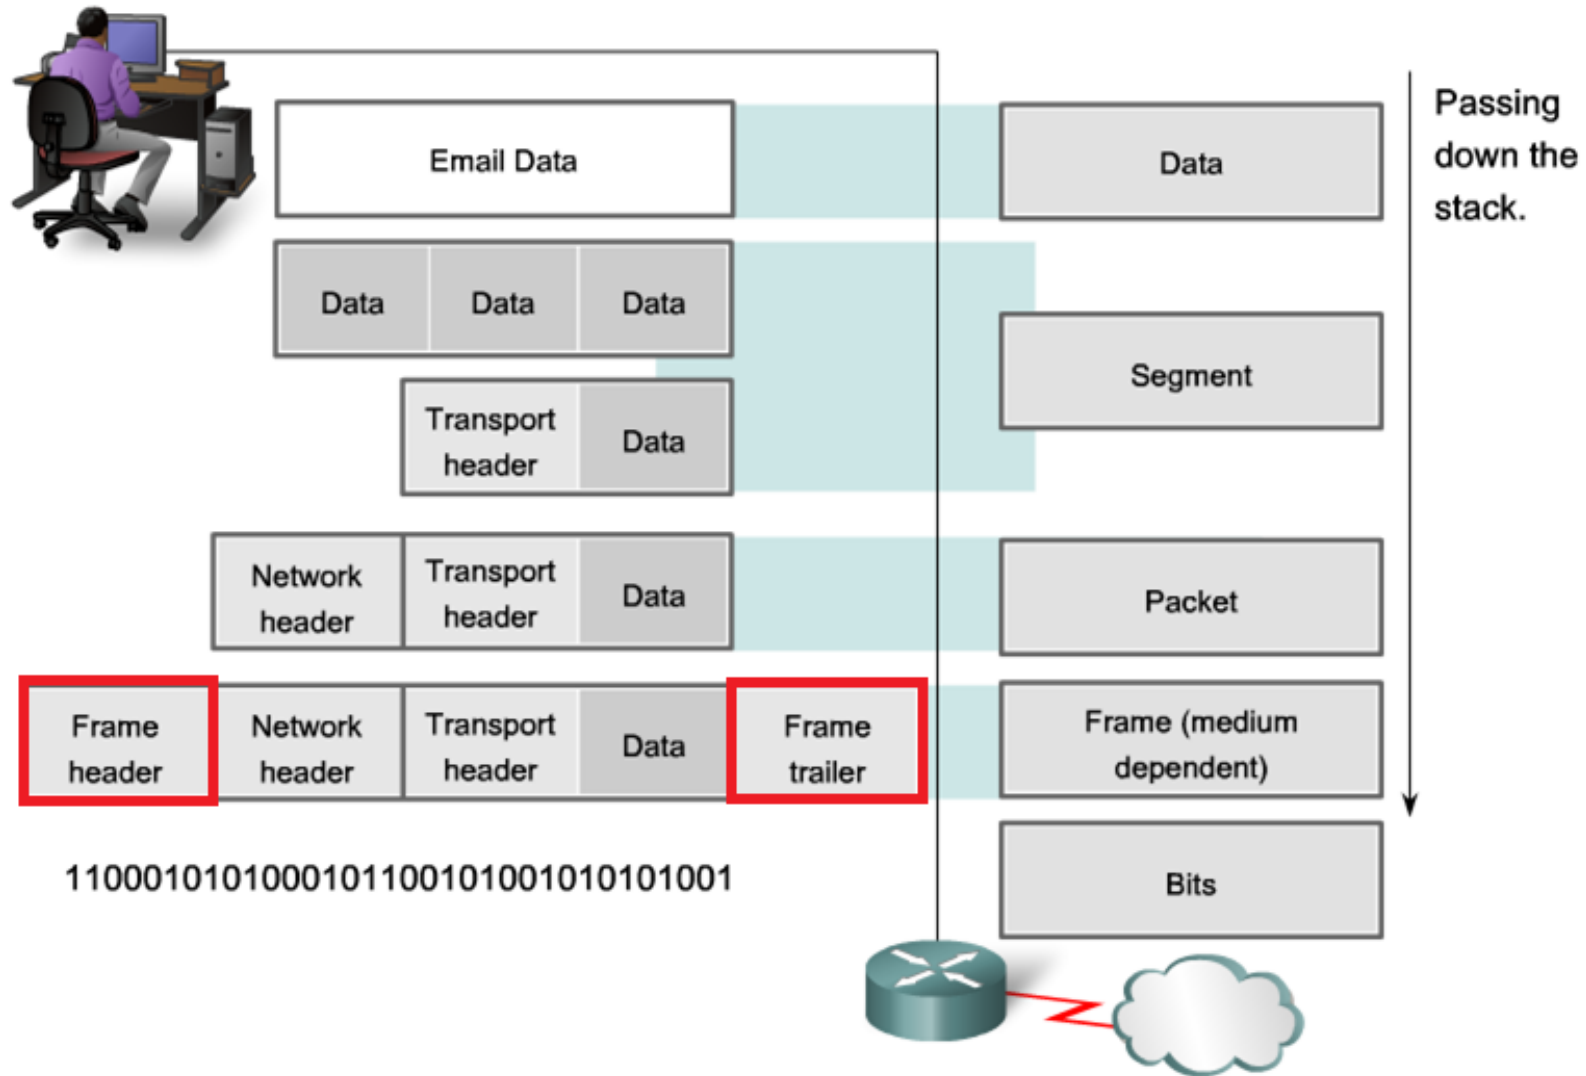 Email Data
Data
Passing
down the
stack.
Data
Data
Data
Segment
Transport
header
Data
Network
header
Transport
header
Data
Packet
Frame
header
Network
header
Transport
header
Data
Frame
trailer
Frame (medium
dependent)
1100010101000101100101001010101001
Bits